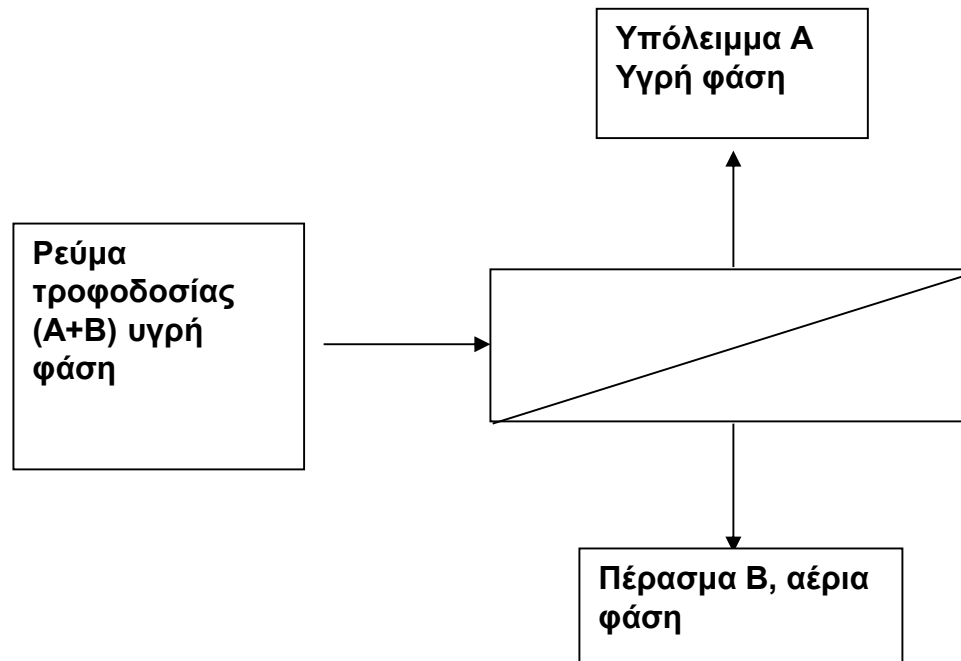 Υπόλειμμα Α
Υγρή φάση
Ρεύμα
τροφοδοσίας
(Α+Β) υγρή
φάση
Πέρασμα Β, αέρια
φάση